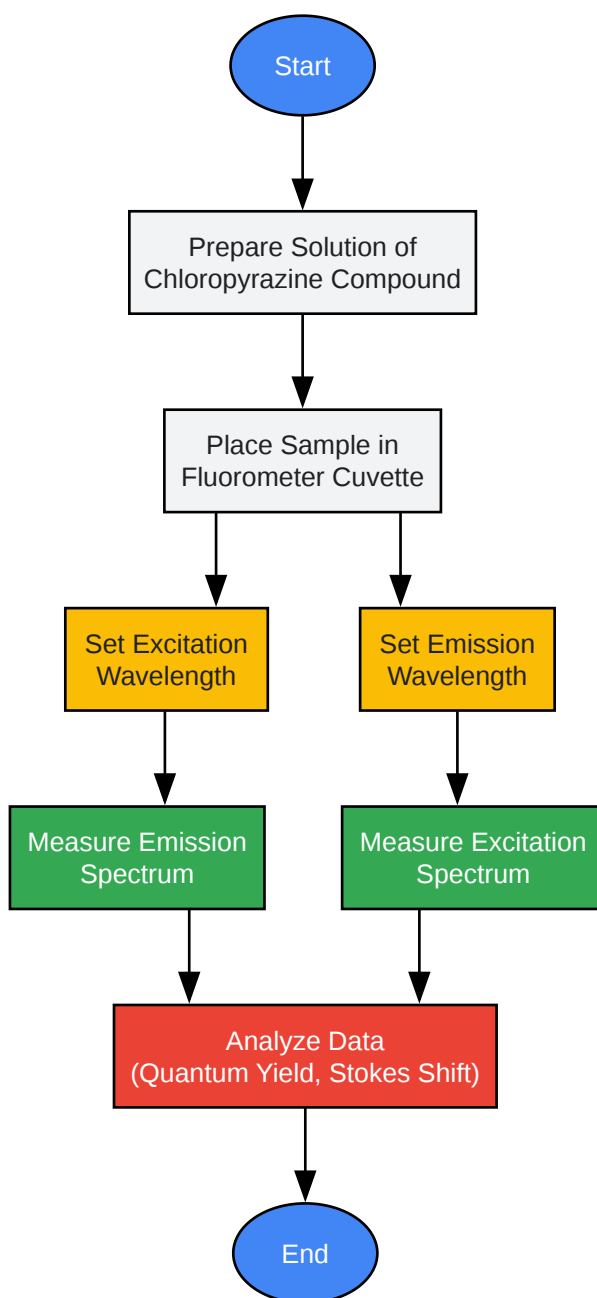 Start
Prepare Solution of
Chloropyrazine Compound
Place Sample in
Fluorometer Cuvette
Set Excitation
Wavelength
Set Emission
Wavelength
Measure Emission
Spectrum
Measure Excitation
Spectrum
Analyze Data
(Quantum Yield, Stokes Shift)
End